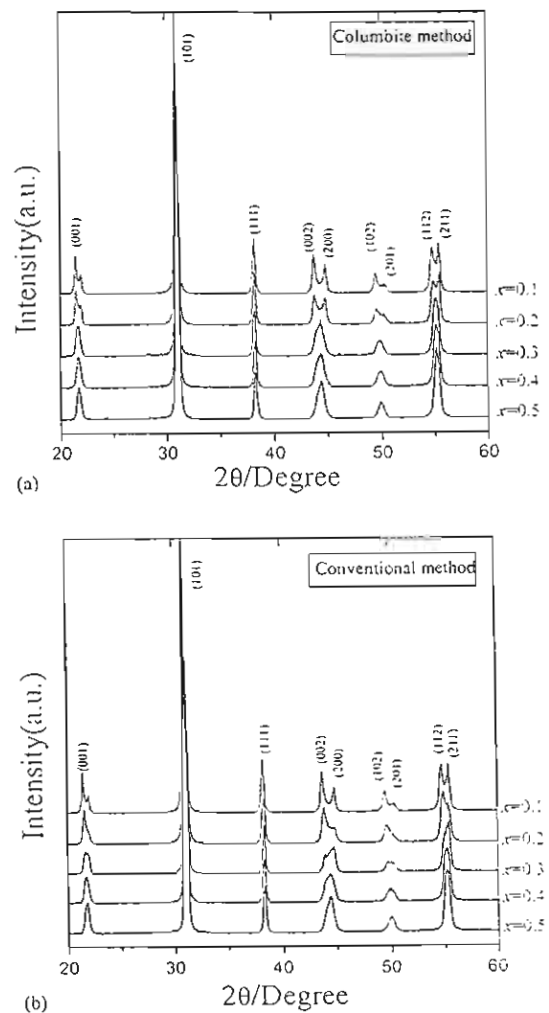 Columbite method
(101)
(001)
(111)
(002)
(200)
(102)
(201)
(112)
(211)
x=0.1
x=0.2
x=0.3
x=0.4
x=0.5
Intensity(a.u.)
20 30 40 50 60
2θ/Degree
(a)
Conventional method
(101)
(001)
(111)
(002)
(200)
(102)
(201)
(112)
(211)
x=0.1
x=0.2
x=0.3
x=0.4
x=0.5
Intensity(a.u.)
20 30 40 50 60
2θ/Degree
(b)